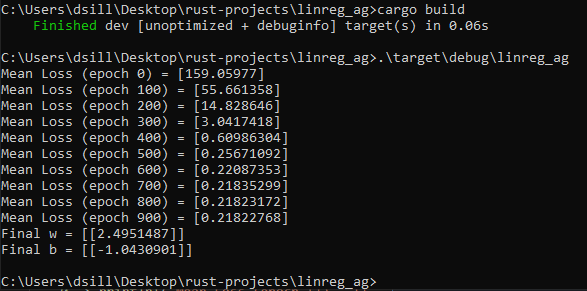 C:\Users\dsill\Desktop\rust-projects\linreg_ag>cargo build
    Finished dev [unoptimized + debuginfo] target(s) in 0.06s
C:\Users\dsill\Desktop\rust-projects\linreg_ag>.\target\debug\linreg_ag
Mean Loss (epoch 0) = [159.05977]
Mean Loss (epoch 100) = [55.661358]
Mean Loss (epoch 200) = [14.828646]
Mean Loss (epoch 300) = [3.0417418]
Mean Loss (epoch 400) = [0.60986304]
Mean Loss (epoch 500) = [0.25671092]
Mean Loss (epoch 600) = [0.22087353]
Mean Loss (epoch 700) = [0.21835299]
Mean Loss (epoch 800) = [0.21823172]
Mean Loss (epoch 900) = [0.21822768]
Final w = [[2.4951487]]
Final b = [[-1.0430901]]
C:\Users\dsill\Desktop\rust-projects\linreg_ag>